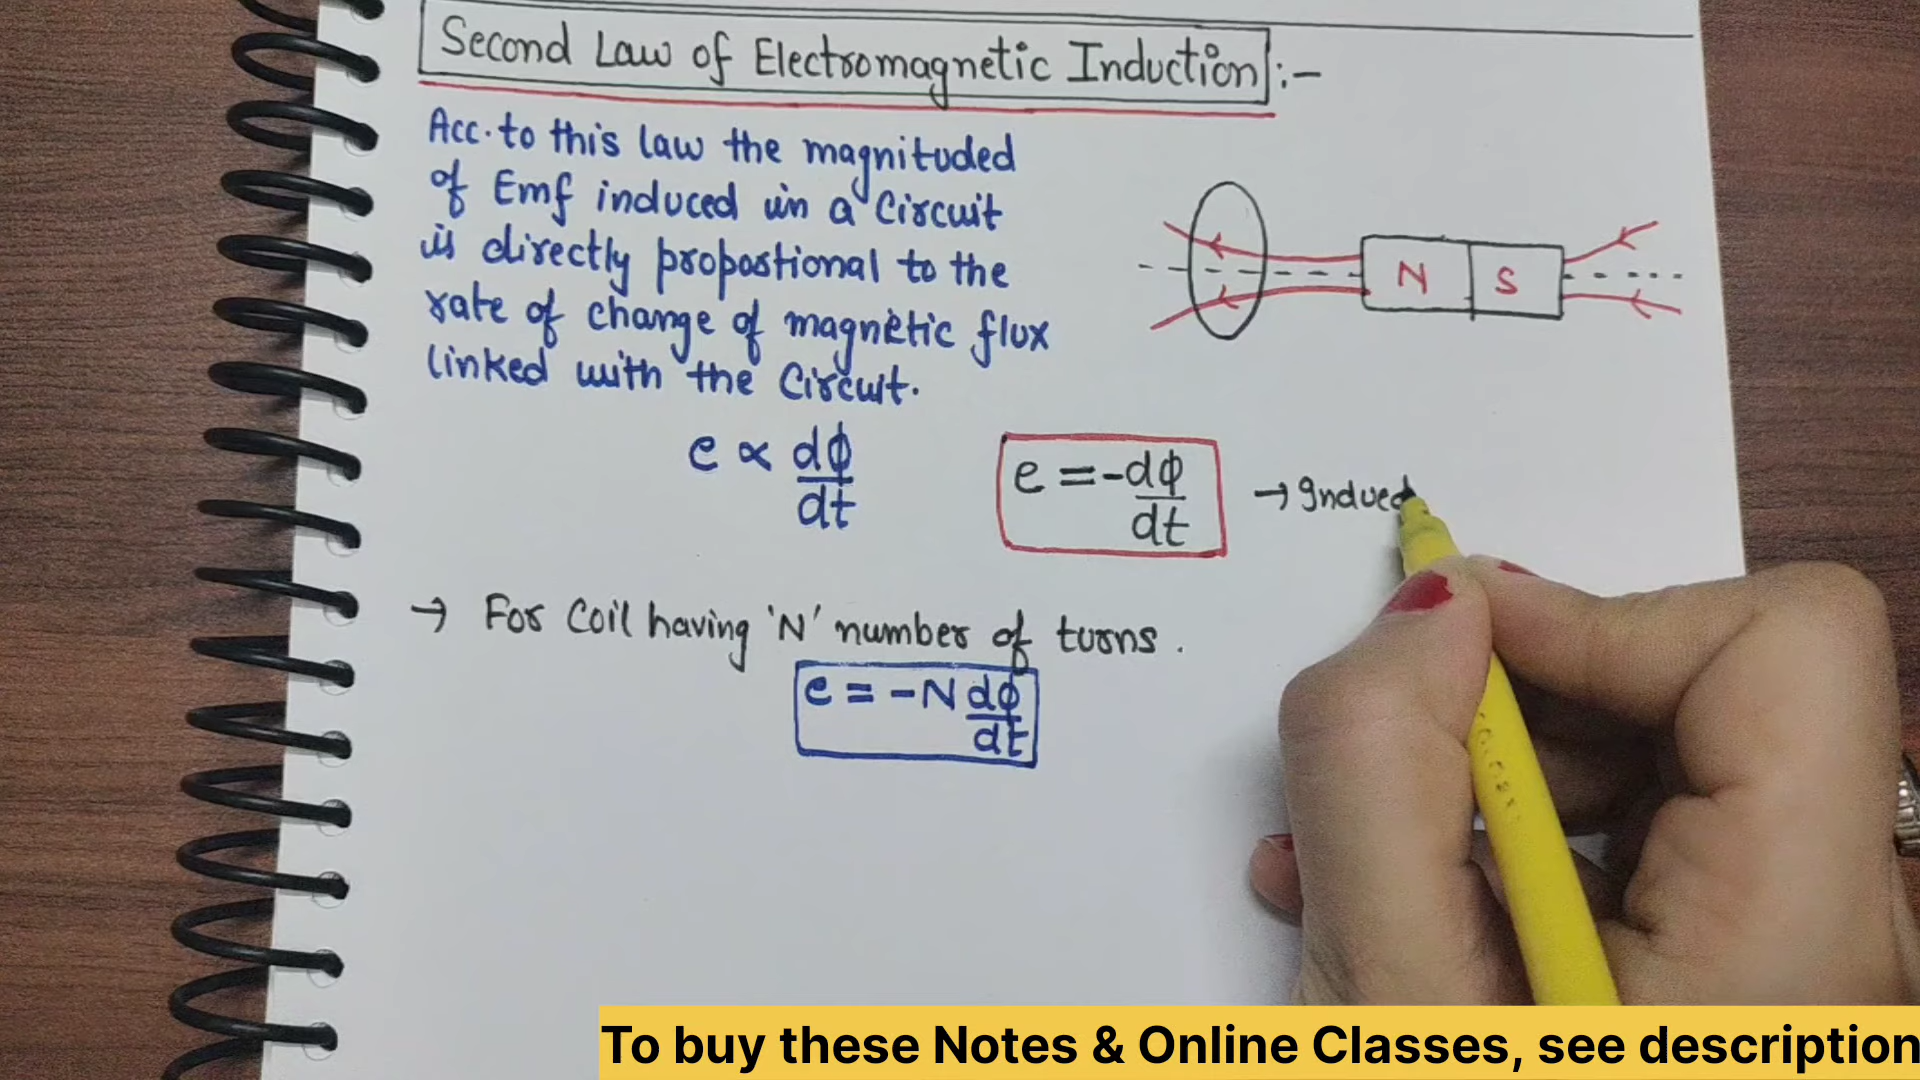 Second Law of Electromagnetic Induction :-
Acc. to this law the magnituded
of Emf induced in a Circuit
is directly propostional to the
rate of change of magnetic flux
linked with the Circuit.
N S
e ∝ dϕ/dt
e = -dϕ/dt
→ Induced
→ For Coil having 'N' number of turns .
e = -N dϕ/dt
To buy these Notes & Online Classes, see description